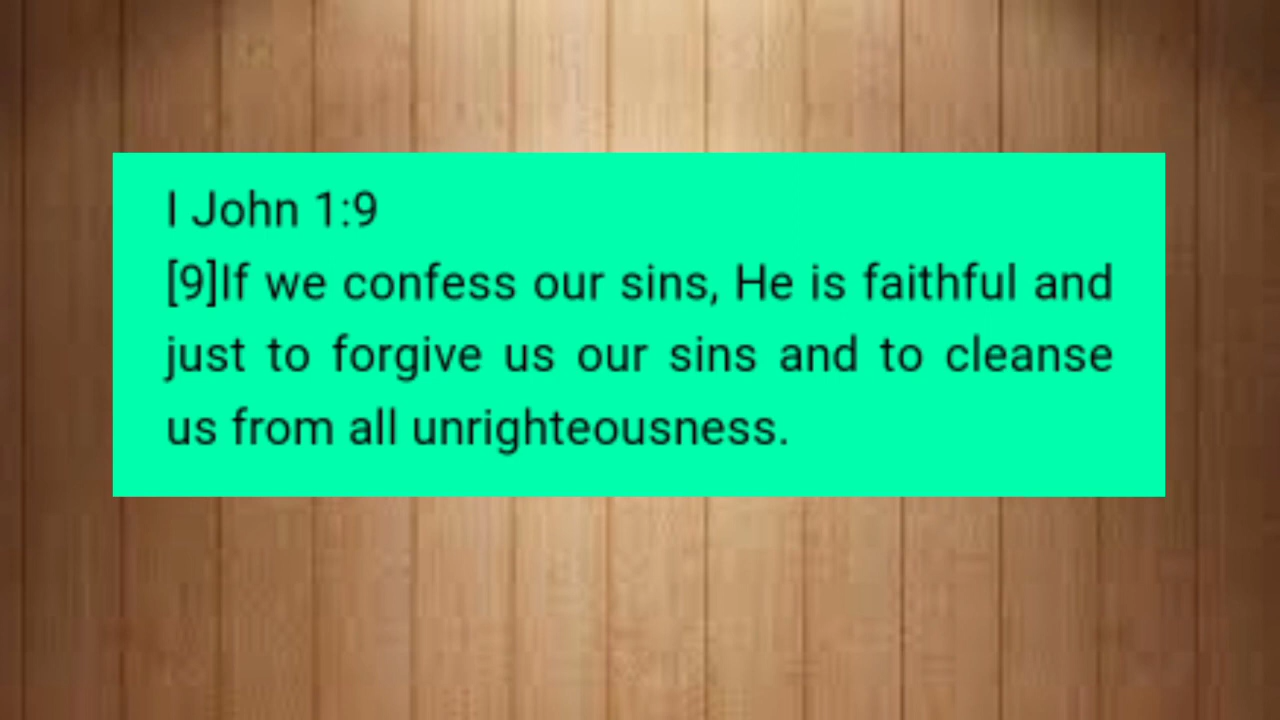 I John 1:9
[9]If we confess our sins, He is faithful and
just to forgive us our sins and to cleanse
us from all unrighteousness.